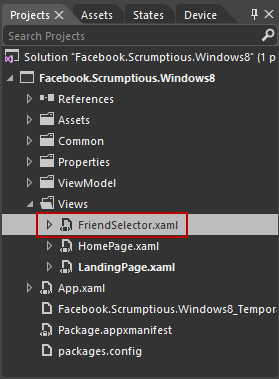 Projects × Assets States Device
Search Projects
Solution "Facebook.Scrumptious.Windows8" (1 p
Facebook.Scrumptious.Windows8
References
Assets
Common
Properties
ViewModel
Views
FriendSelector.xaml
HomePage.xaml
LandingPage.xaml
App.xaml
Facebook.Scrumptious.Windows8_Tempor
Package.appxmanifest
packages.config